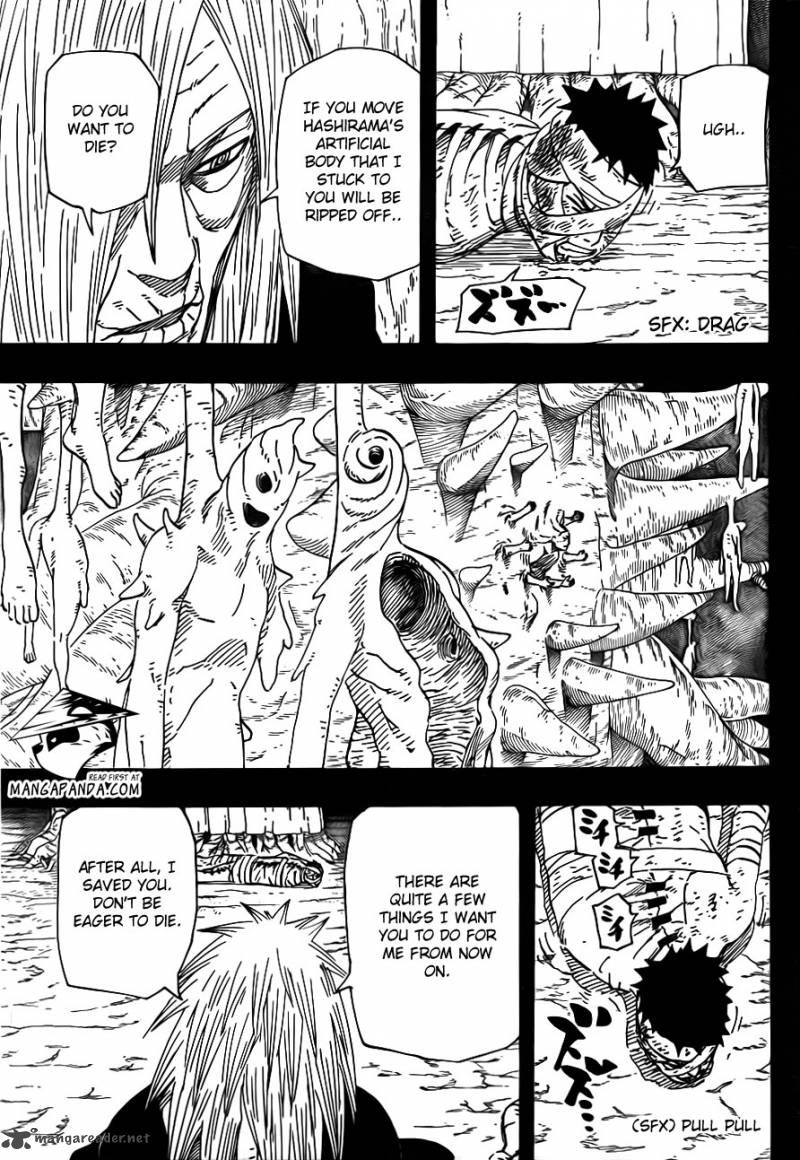 UGH..
ズズ…
SFX: DRAG
IF YOU MOVE
HASHIRAMA'S
ARTIFICIAL
BODY THAT I
STUCK TO
YOU WILL BE
RIPPED OFF..
DO YOU
WANT TO
DIE?
READ FIRST AT
MANGAPANDA.COM
ミチ
ミチ
ミチ
ズズ…
(SFX) PULL PULL
THERE ARE
QUITE A FEW
THINGS I WANT
YOU TO DO FOR
ME FROM NOW
ON.
AFTER ALL, I
SAVED YOU.
DON'T BE
EAGER TO DIE.
mangareader.net